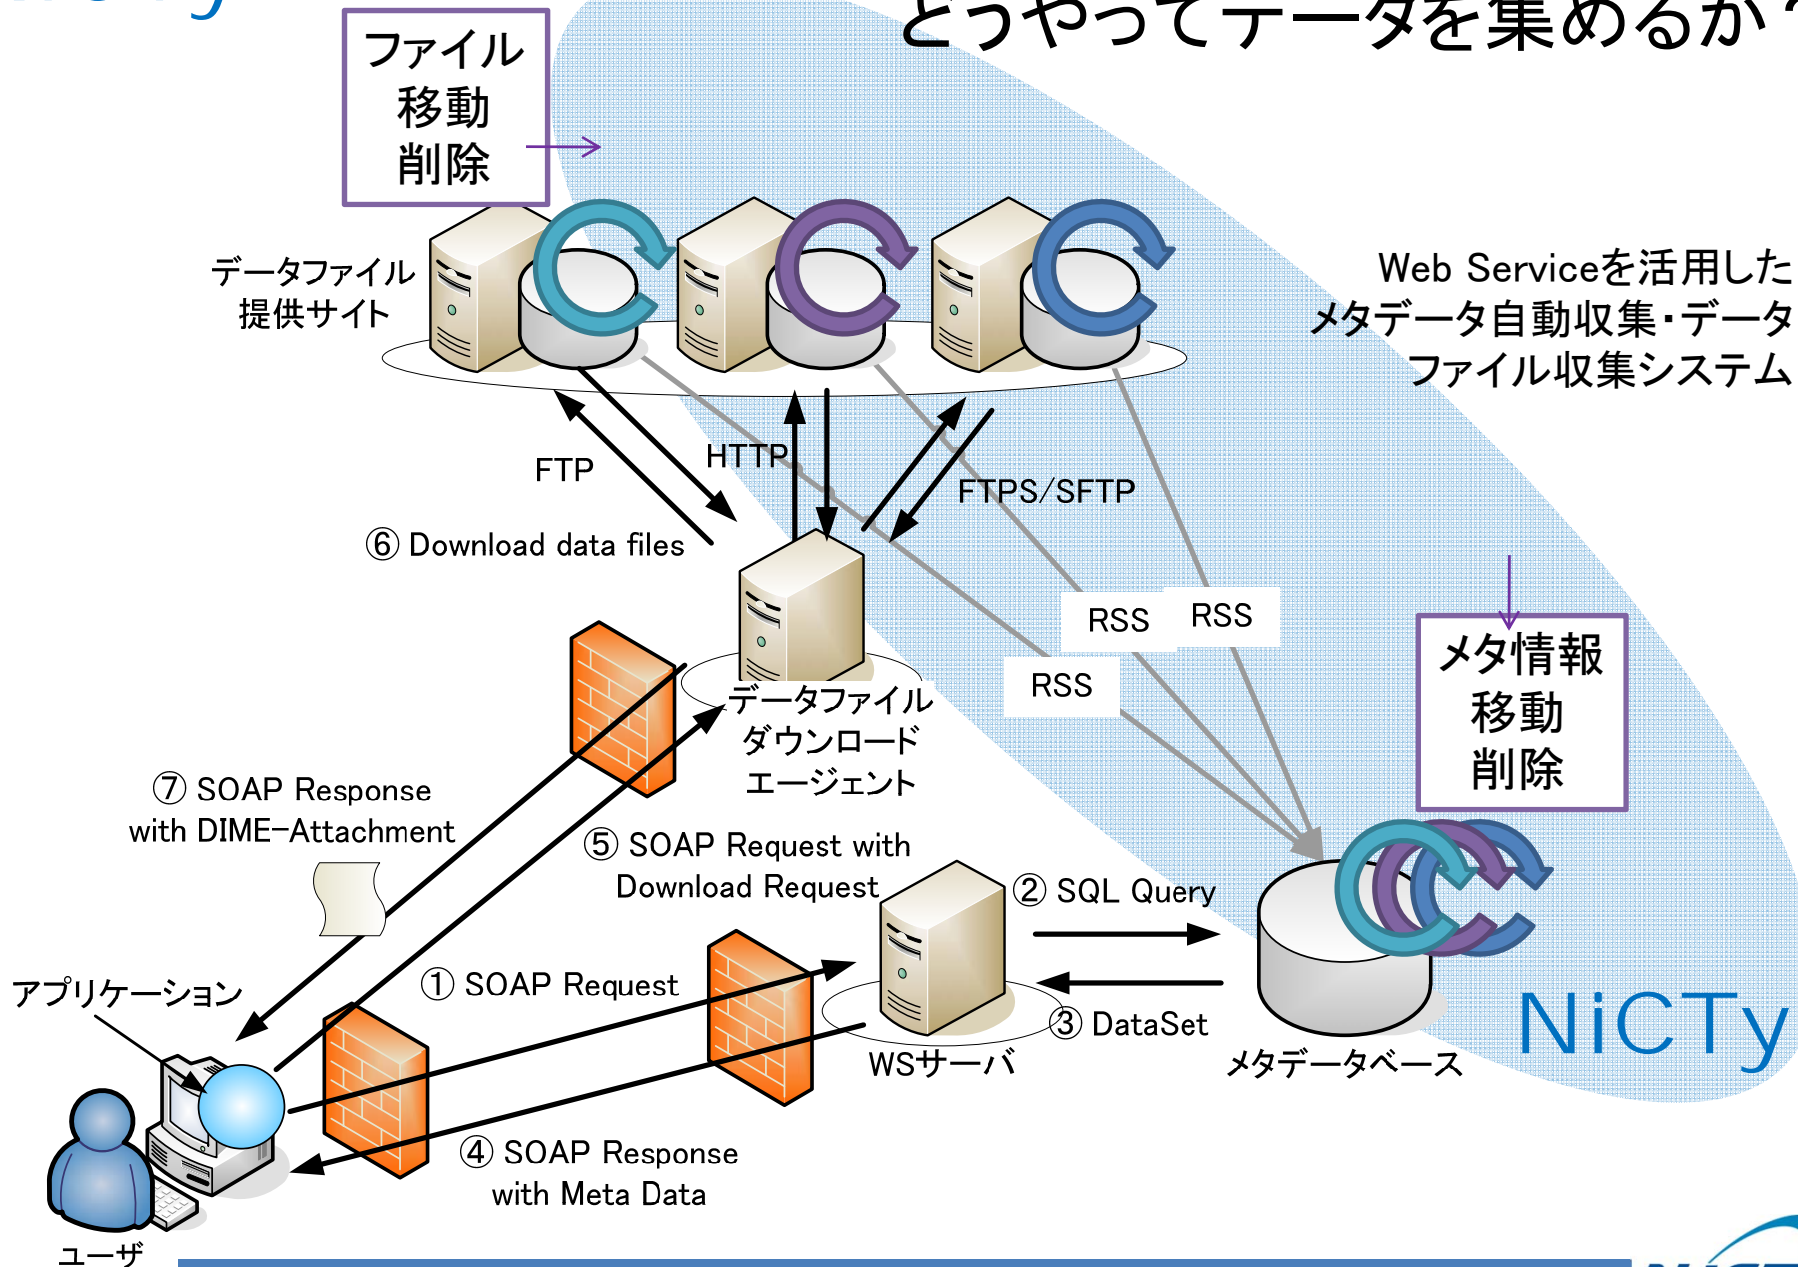 どうやってデータを集めるか？
ファイル
移動
削除
データファイル
提供サイト
Web Serviceを活用した
メタデータ自動収集・データ
ファイル収集システム
FTP
HTTP
FTPS/SFTP
⑥ Download data files
RSS
RSS
RSS
メタ情報
移動
削除
データファイル
ダウンロード
エージェント
⑦ SOAP Response
with DIME-Attachment
⑤ SOAP Request with
Download Request
② SQL Query
① SOAP Request
③ DataSet
アプリケーション
WSサーバ
メタデータベース
NiCTy
④ SOAP Response
with Meta Data
ユーザ